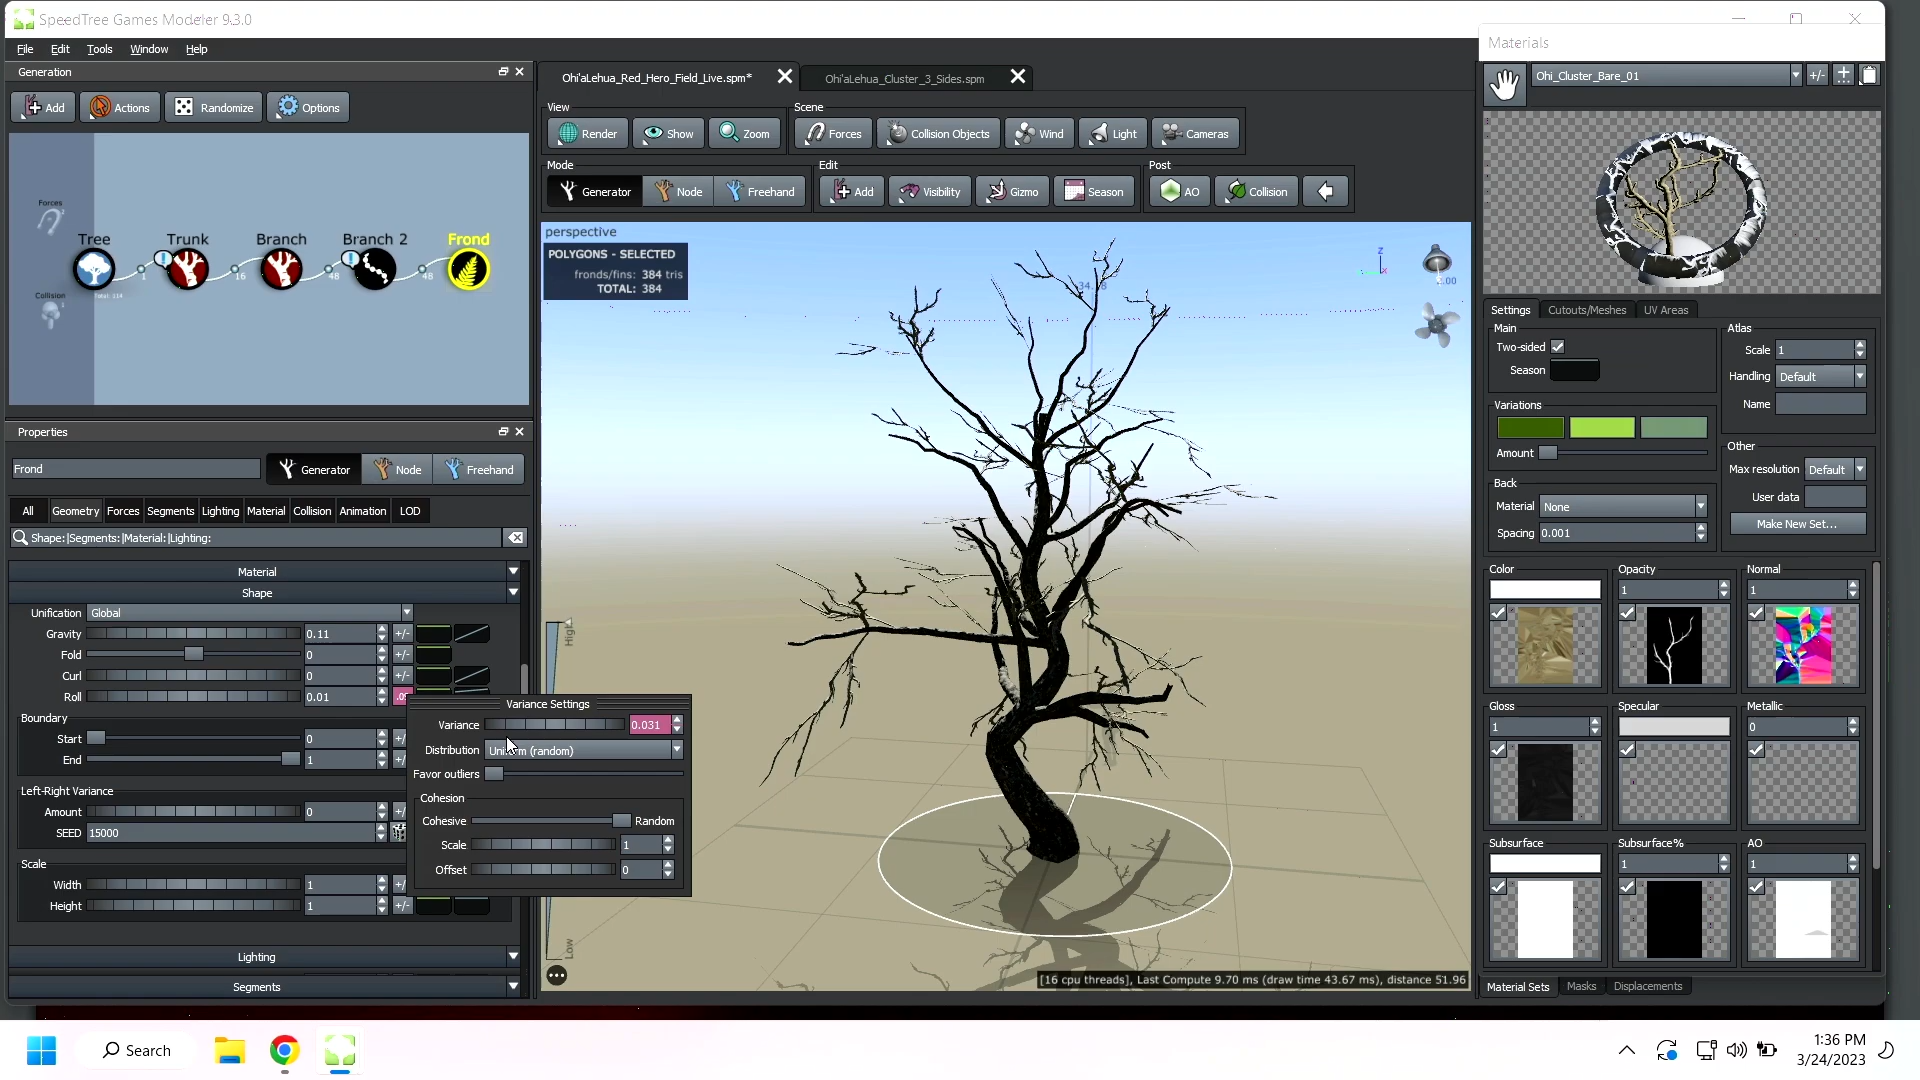 SpeedTree Games Modeler 9.3.0
File Edit Tools Window Help
Generation
Add Actions Randomize Options
Forces
Tree Trunk Branch Branch 2 Frond
1 16 48 48
Collision
Properties
Frond Generator Node Freehand
All Geometry Forces Segments Lighting Material Collision Animation LOD
Shape:|Segments:|Material:|Lighting:
Material
Shape
Unification Global
Gravity 0.11 +/-
Fold 0 +/-
Curl 0 +/-
Roll 0.01
Boundary
Start 0
End 1
Left-Right Variance
Amount 0
SEED 15000
Scale
Width 1
Height 1 +/-
Lighting
Segments
Variance Settings
Variance 0.031
Distribution Uniform (random)
Favor outliers
Cohesion
Cohesive Random
Scale 1
Offset 0
Ohi'aLehua_Red_Hero_Field_Live.spm* Ohi'aLehua_Cluster_3_Sides.spm
View Scene
Render Show Zoom Forces Collision Objects Wind Light Cameras
Mode Edit Post
Generator Node Freehand Add Visibility Gizmo Season AO Collision
perspective
POLYGONS - SELECTED
fronds/fins: 384 tris
TOTAL: 384
High
Low
[16 cpu threads], Last Compute 9.70 ms (draw time 43.67 ms), distance 51.96
Materials
Ohi_Cluster_Bare_01 +/-
Settings Cutouts/Meshes UV Areas
Main
Two-sided
Season
Variations
Amount
Back
Material None
Spacing 0.001
Atlas
Scale 1
Handling Default
Name
Other
Max resolution Default
User data
Make New Set...
Color Opacity Normal
1 1
Gloss Specular Metallic
1 0
Subsurface Subsurface% AO
1 1
Material Sets Masks Displacements
Search
1:36 PM
3/24/2023